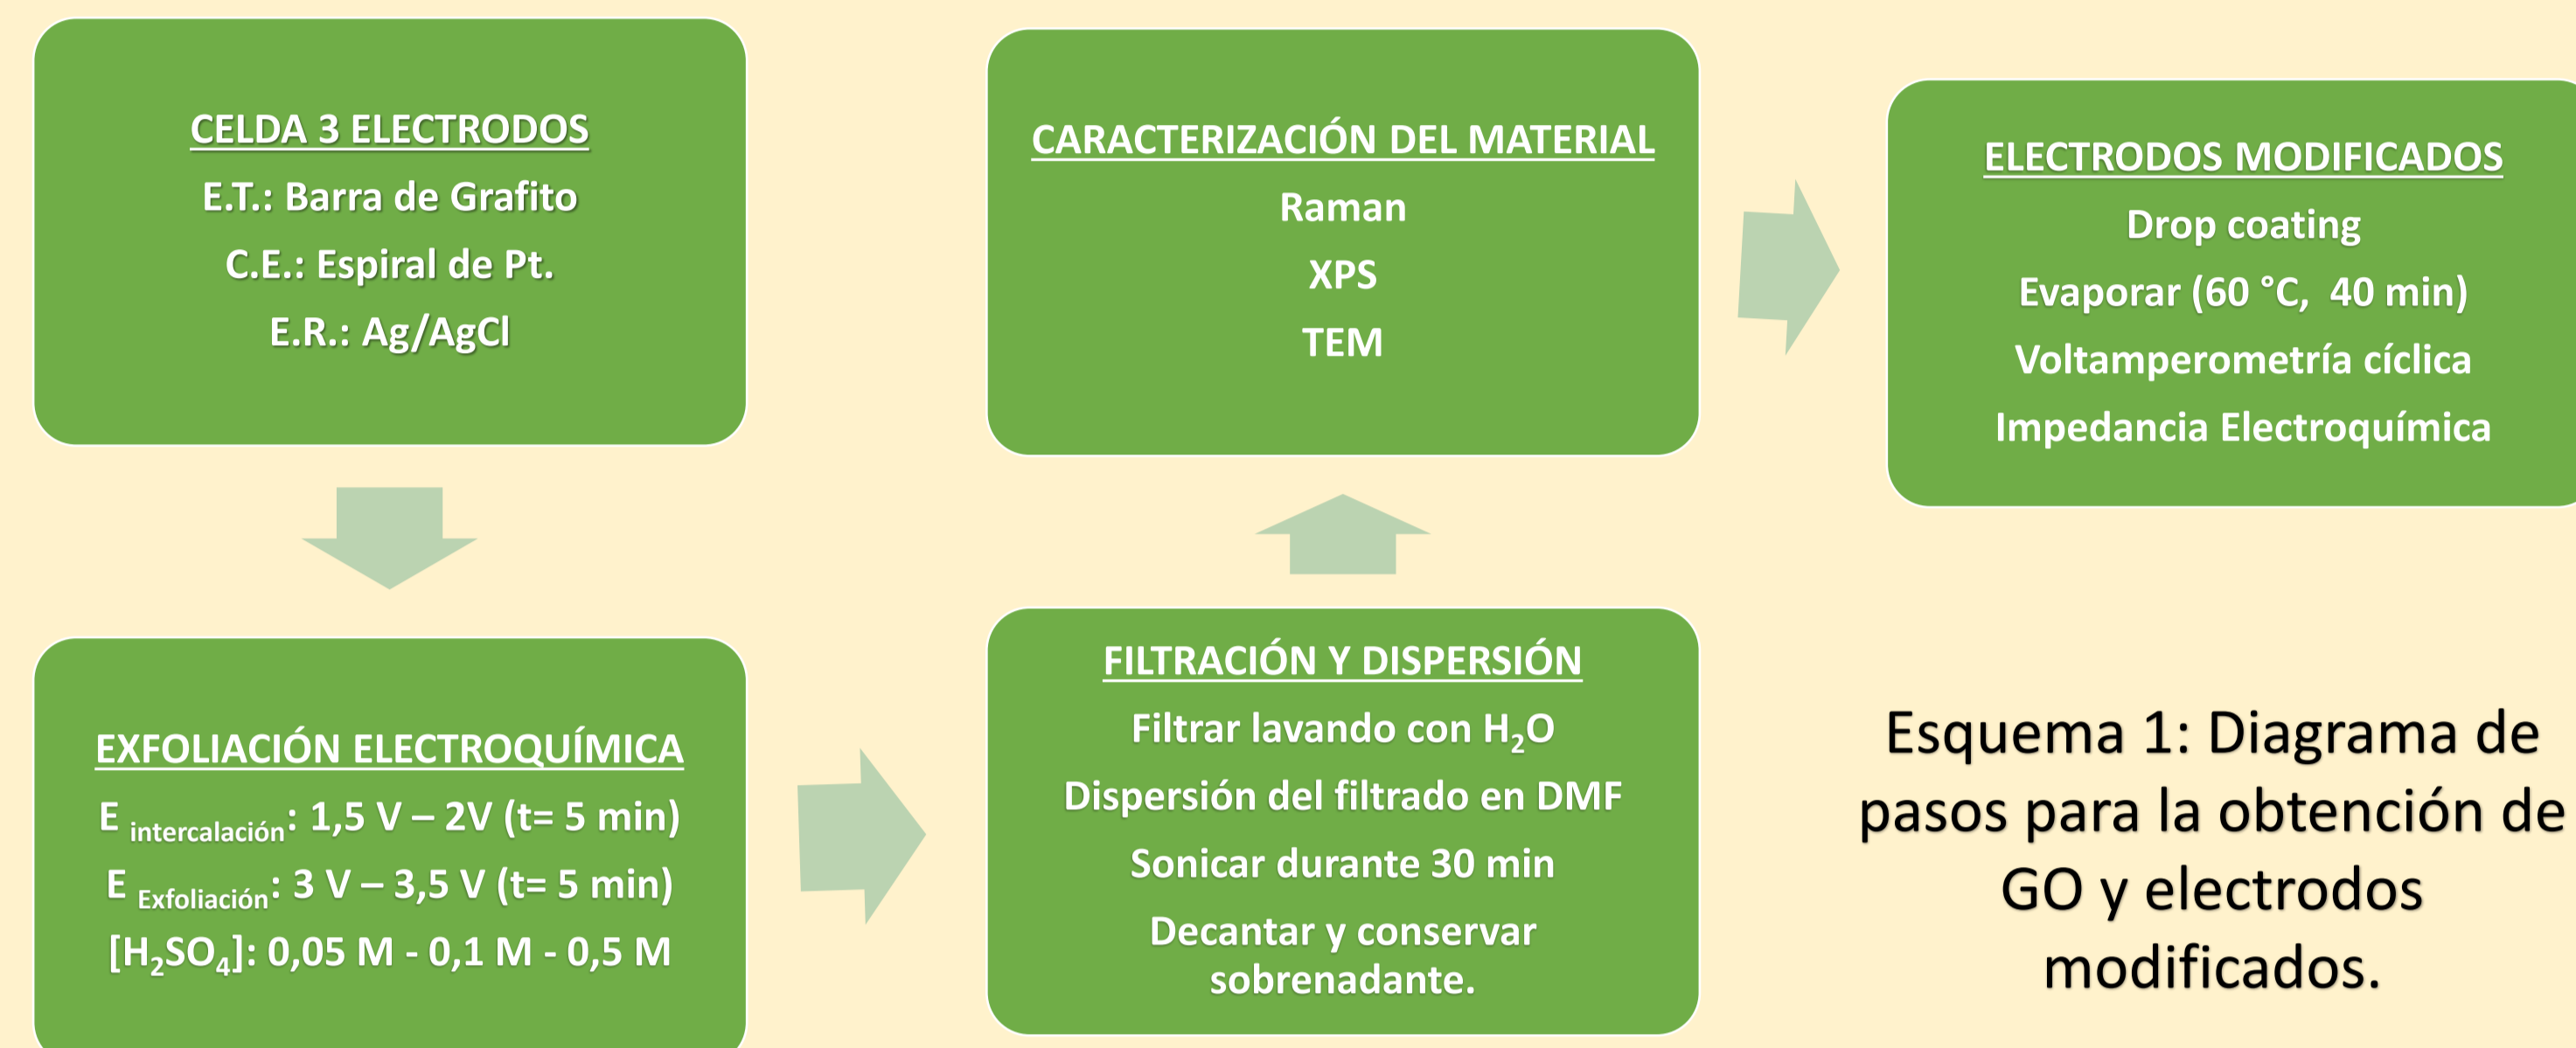 CELDA 3 ELECTRODOS
E.T.: Barra de Grafito
C.E.: Espiral de Pt.
E.R.: Ag/AgCl
EXFOLIACIÓN ELECTROQUÍMICA
E intercalación: 1,5 V – 2V (t= 5 min)
E Exfoliación: 3 V – 3,5 V (t= 5 min)
[H₂SO₄]: 0,05 M - 0,1 M - 0,5 M
FILTRACIÓN Y DISPERSIÓN
Filtrar lavando con H₂O
Dispersión del filtrado en DMF
Sonicar durante 30 min
Decantar y conservar
sobrenadante.
CARACTERIZACIÓN DEL MATERIAL
Raman
XPS
TEM
ELECTRODOS MODIFICADOS
Drop coating
Evaporar (60 °C, 40 min)
Voltamperometría cíclica
Impedancia Electroquímica
Esquema 1: Diagrama de
pasos para la obtención de
GO y electrodos
modificados.